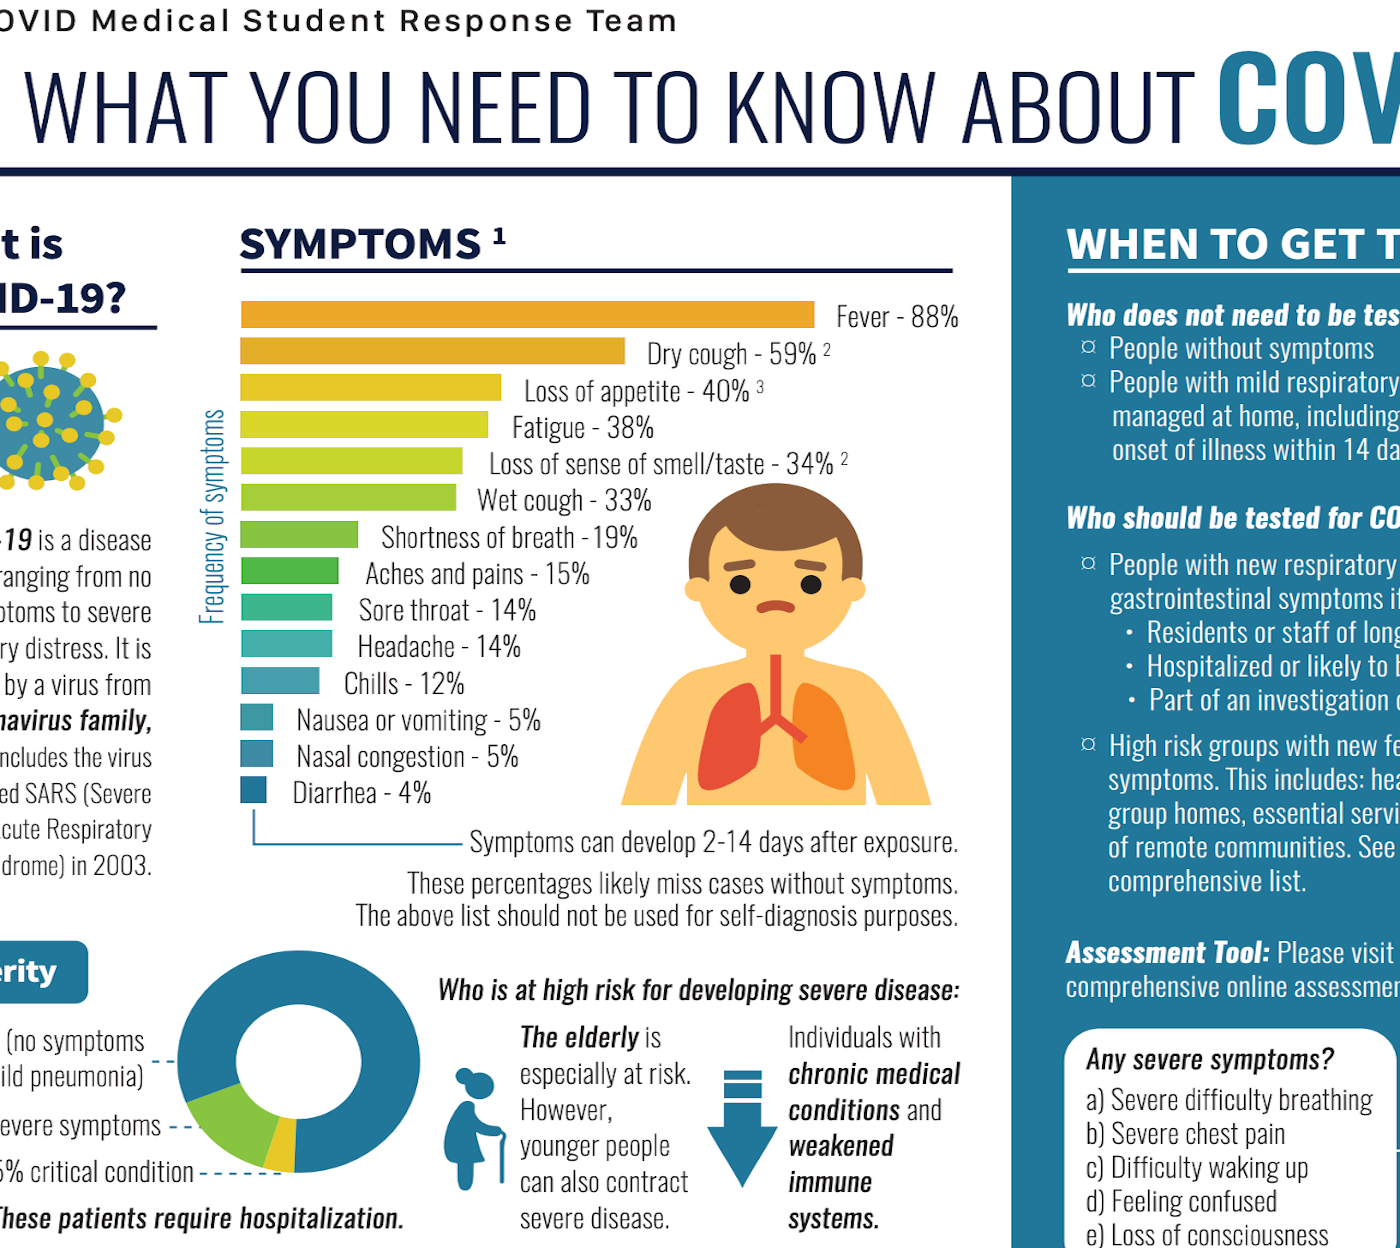 OVID Medical Student Response Team
WHAT YOU NEED TO KNOW ABOUT COV
t is
ID-19?
-19 is a disease
ranging from no
ptoms to severe
ry distress. It is
by a virus from
navirus family,
ncludes the virus
ed SARS (Severe
cute Respiratory
drome) in 2003.
SYMPTOMS ¹
Frequency of symptoms
Fever - 88%
Dry cough - 59% ²
Loss of appetite - 40% ³
Fatigue - 38%
Loss of sense of smell/taste - 34% ²
Wet cough - 33%
Shortness of breath - 19%
Aches and pains - 15%
Sore throat - 14%
Headache - 14%
Chills - 12%
Nausea or vomiting - 5%
Nasal congestion - 5%
Diarrhea - 4%
Symptoms can develop 2-14 days after exposure.
These percentages likely miss cases without symptoms.
The above list should not be used for self-diagnosis purposes.
erity
(no symptoms
ild pneumonia)
evere symptoms
5% critical condition
These patients require hospitalization.
Who is at high risk for developing severe disease:
The elderly is
especially at risk.
However,
younger people
can also contract
severe disease.
Individuals with
chronic medical
conditions and
weakened
immune
systems.
WHEN TO GET T
Who does not need to be tes
¤ People without symptoms
¤ People with mild respiratory
managed at home, including
onset of illness within 14 da
Who should be tested for CO
¤ People with new respiratory
gastrointestinal symptoms if
• Residents or staff of long
• Hospitalized or likely to b
• Part of an investigation o
¤ High risk groups with new fe
symptoms. This includes: hea
group homes, essential servi
of remote communities. See
comprehensive list.
Assessment Tool: Please visit
comprehensive online assessmen
Any severe symptoms?
a) Severe difficulty breathing
b) Severe chest pain
c) Difficulty waking up
d) Feeling confused
e) Loss of consciousness